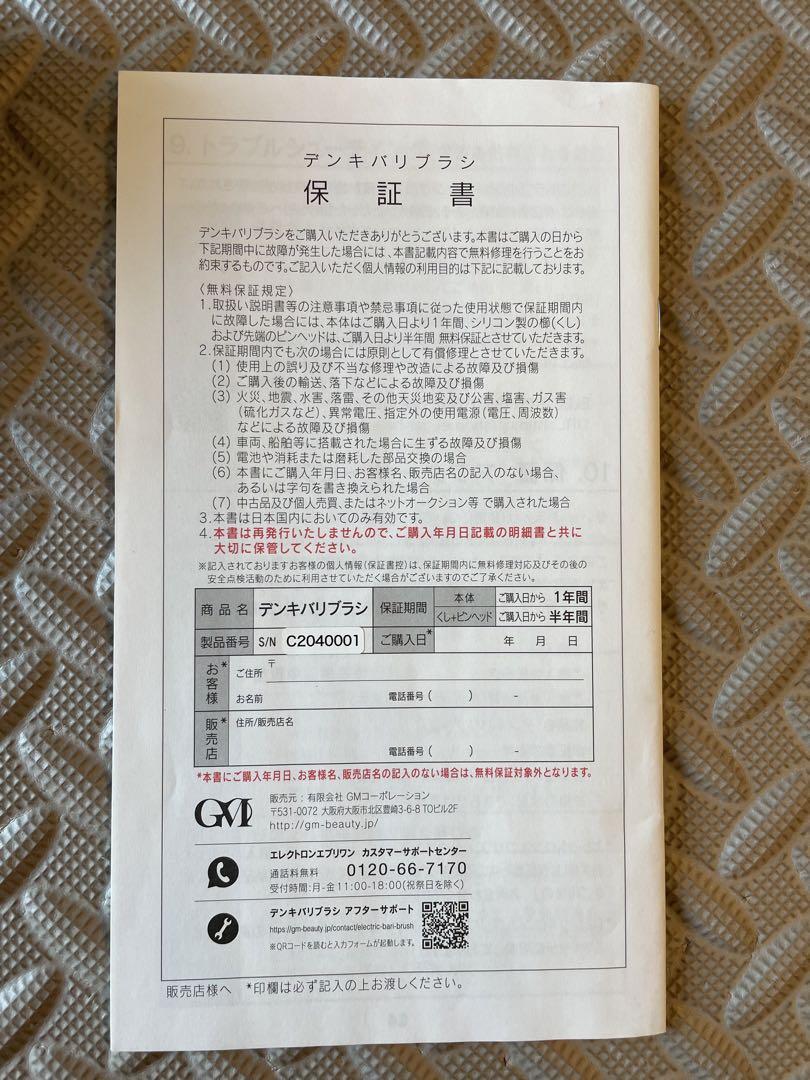 デンキバリブラシ
保証書
デンキバリブラシをご購入いただきありがとうございます。本書はご購入の日から
下記期間中に故障が発生した場合には、本書記載内容で無料修理を行うことをお
約束するものです。ご記入いただく個人情報の利用目的は下記に記載しております。
〈無料保証規定〉
1.取扱い説明書等の注意事項や禁忌事項に従った使用状態で保証期間内
に故障した場合には、本体はご購入日より1年間、シリコン製の櫛(くし)
および先端のピンヘッドは、ご購入日より半年間 無料保証とさせていただきます。
2.保証期間内でも次の場合には原則として有償修理とさせていただきます。
(1) 使用上の誤り及び不当な修理や改造による故障及び損傷
(2) ご購入後の輸送、落下などによる故障及び損傷
(3) 火災、地震、水害、落雷、その他天災地変及び公害、塩害、ガス害
(硫化ガスなど)、異常電圧、指定外の使用電源(電圧、周波数)
などによる故障及び損傷
(4) 車両、船舶等に搭載された場合に生ずる故障及び損傷
(5) 電池や消耗または磨耗した部品交換の場合
(6) 本書にご購入年月日、お客様名、販売店名の記入のない場合、
あるいは字句を書き換えられた場合
(7) 中古品及び個人売買、またはネットオークション等 で購入された場合
3.本書は日本国内においてのみ有効です。
4.本書は再発行いたしませんので、ご購入年月日記載の明細書と共に
大切に保管してください。
※記入されておりますお客様の個人情報(保証書控)は、保証期間内に無料修理対応及びその後の
安全点検活動のために利用させていただく場合がございますのでご了承ください。
商品名 デンキバリブラシ 保証期間 本体 ご購入日から 1年間
くし+ピンヘッド ご購入日から 半年間
製品番号 S/N C2040001 ご購入日* 年 月 日
お客様* ご住所 〒
お名前 電話番号( ) -
販売店* 住所/販売店名
電話番号( ) -
*本書にご購入年月日、お客様名、販売店名の記入のない場合は、無料保証対象外となります。
GM 販売元：有限会社 GMコーポレーション
〒531-0072 大阪府大阪市北区豊崎3-6-8 TOビル2F
http://gm-beauty.jp/
エレクトロンエブリワン カスタマーサポートセンター
通話料無料 0120-66-7170
受付時間:月-金11:00-18:00(祝祭日を除く)
デンキバリブラシ アフターサポート
https://gm-beauty.jp/contact/electric-bari-brush
※QRコードを読むと入力フォームが起動します。
販売店様へ *印欄は必ず記入の上お渡しください。